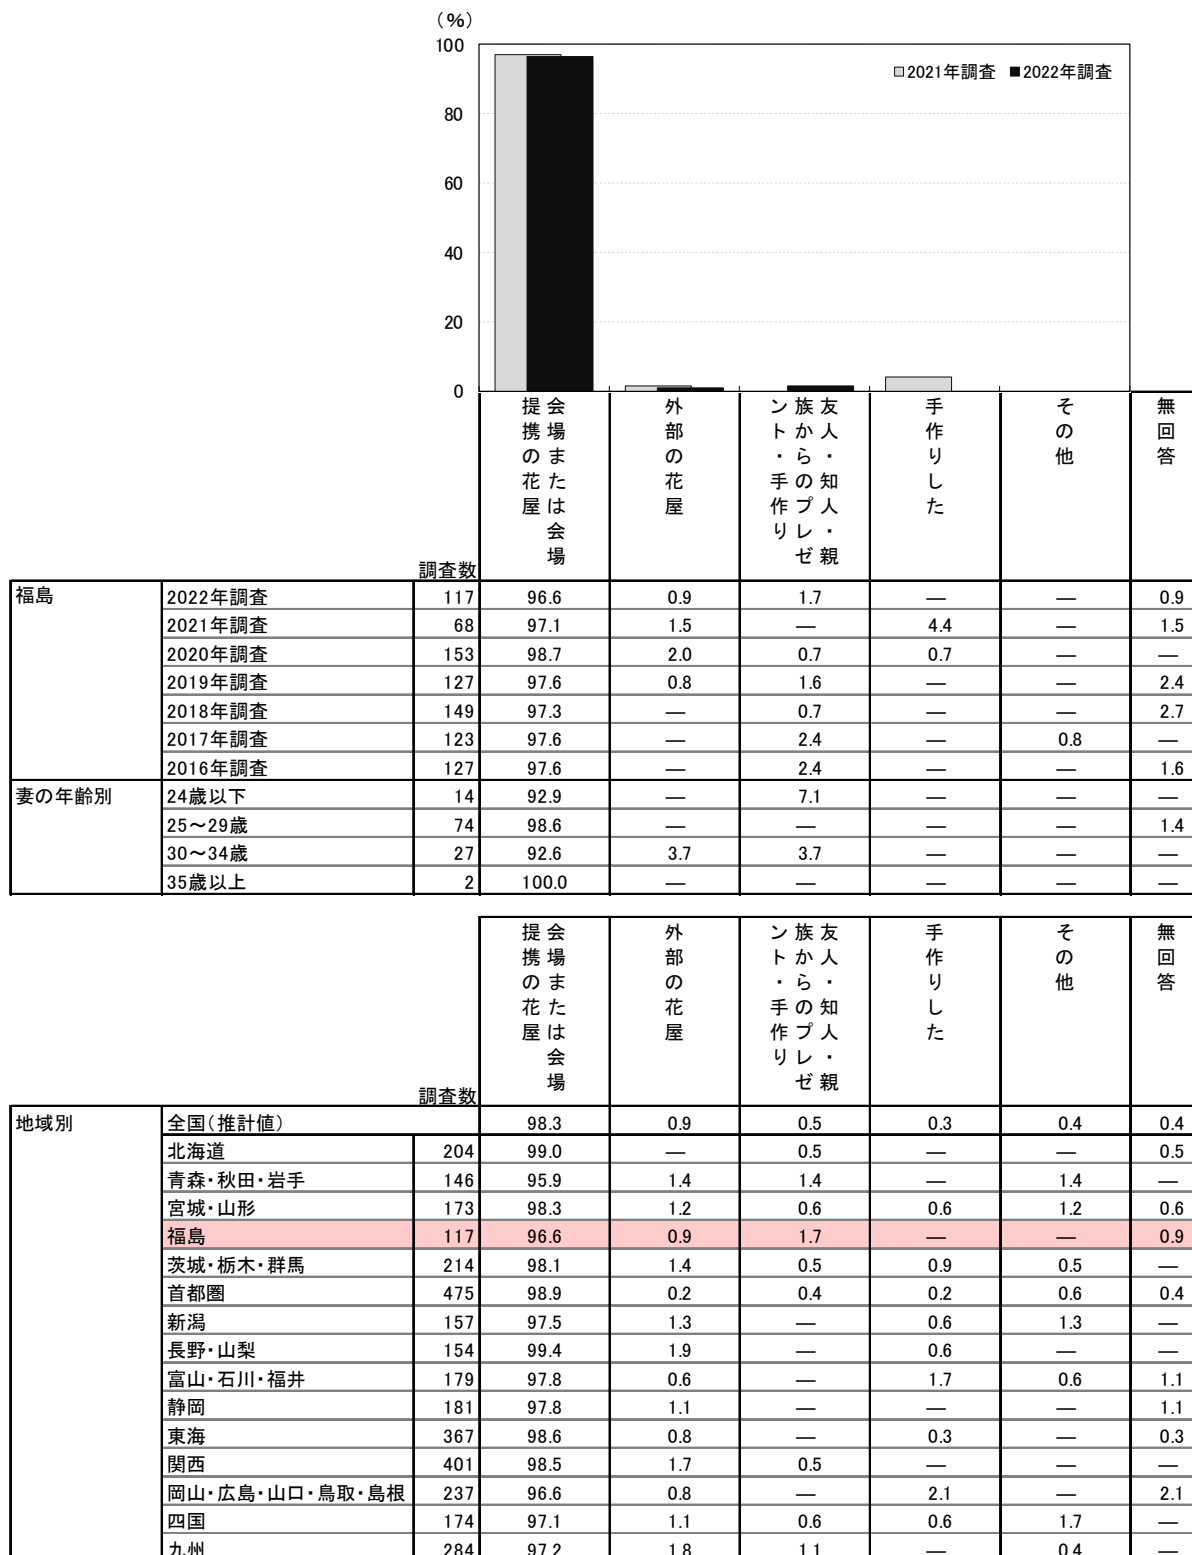 （%）
100
80
60
40
20
0
□2021年調査 ■2022年調査
調査数
会場または会場提携の花屋
外部の花屋
友人・知人・親族からのプレゼント・手作り
手作りした
その他
無回答
福島 2022年調査 117 96.6 0.9 1.7 ― ― 0.9
2021年調査 68 97.1 1.5 ― 4.4 ― 1.5
2020年調査 153 98.7 2.0 0.7 0.7 ― ―
2019年調査 127 97.6 0.8 1.6 ― ― 2.4
2018年調査 149 97.3 ― 0.7 ― ― 2.7
2017年調査 123 97.6 ― 2.4 ― 0.8 ―
2016年調査 127 97.6 ― 2.4 ― ― 1.6
妻の年齢別 24歳以下 14 92.9 ― 7.1 ― ― ―
25～29歳 74 98.6 ― ― ― ― 1.4
30～34歳 27 92.6 3.7 3.7 ― ― ―
35歳以上 2 100.0 ― ― ― ― ―
調査数
会場または会場提携の花屋
外部の花屋
友人・知人・親族からのプレゼント・手作り
手作りした
その他
無回答
地域別 全国（推計値） 98.3 0.9 0.5 0.3 0.4 0.4
北海道 204 99.0 ― 0.5 ― ― 0.5
青森・秋田・岩手 146 95.9 1.4 1.4 ― 1.4 ―
宮城・山形 173 98.3 1.2 0.6 0.6 1.2 0.6
福島 117 96.6 0.9 1.7 ― ― 0.9
茨城・栃木・群馬 214 98.1 1.4 0.5 0.9 0.5 ―
首都圏 475 98.9 0.2 0.4 0.2 0.6 0.4
新潟 157 97.5 1.3 ― 0.6 1.3 ―
長野・山梨 154 99.4 1.9 ― 0.6 ― ―
富山・石川・福井 179 97.8 0.6 ― 1.7 0.6 1.1
静岡 181 97.8 1.1 ― ― ― 1.1
東海 367 98.6 0.8 ― 0.3 ― 0.3
関西 401 98.5 1.7 0.5 ― ― ―
岡山・広島・山口・鳥取・島根 237 96.6 0.8 ― 2.1 ― 2.1
四国 174 97.1 1.1 0.6 0.6 1.7 ―
九州 284 97.2 1.8 1.1 ― 0.4 ―